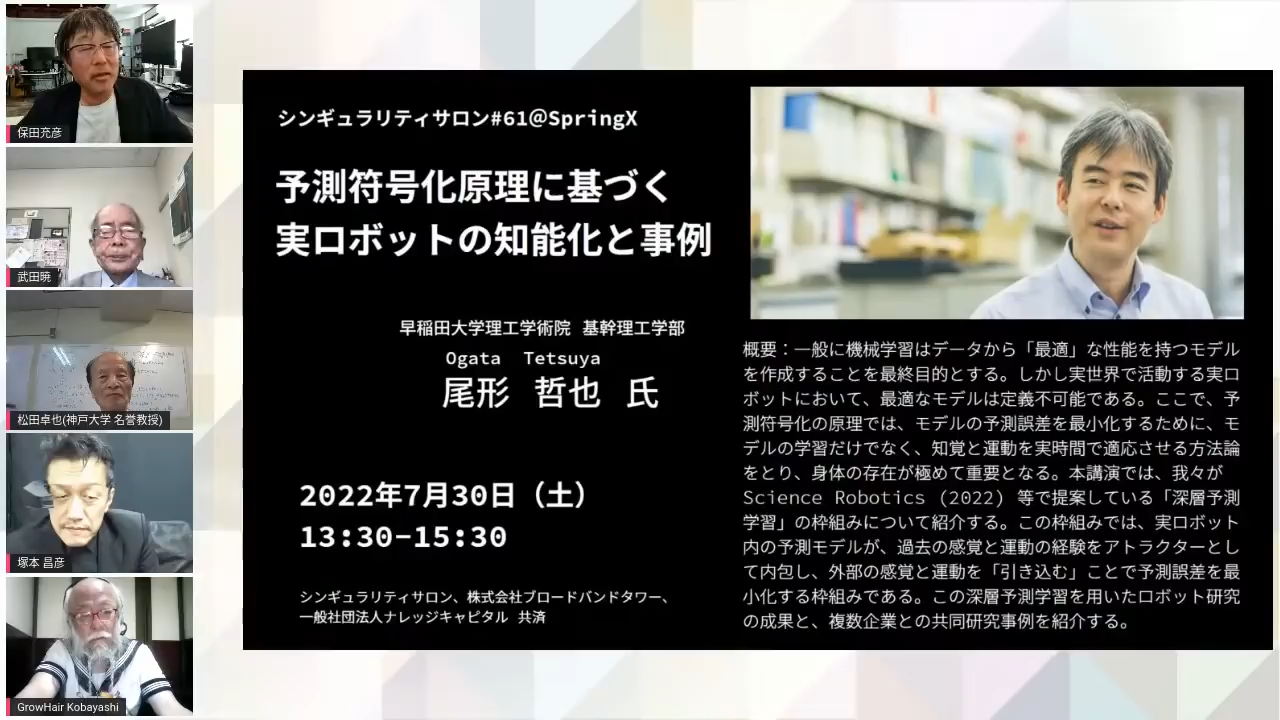 保田充彦
武田暁
松田卓也(神戸大学 名誉教授)
塚本 昌彦
GrowHair Kobayashi
シンギュラリティサロン#61@SpringX
予測符号化原理に基づく
実ロボットの知能化と事例
早稲田大学理工学術院 基幹理工学部
Ogata Tetsuya
尾形 哲也 氏
2022年7月30日（土）
13:30-15:30
シンギュラリティサロン、株式会社ブロードバンドタワー、
一般社団法人ナレッジキャピタル 共済
概要：一般に機械学習はデータから「最適」な性能を持つモデル
を作成することを最終目的とする。しかし実世界で活動する実ロ
ボットにおいて、最適なモデルは定義不可能である。ここで、予
測符号化の原理では、モデルの予測誤差を最小化するために、モ
デルの学習だけでなく、知覚と運動を実時間で適応させる方法論
をとり、身体の存在が極めて重要となる。本講演では、我々が
Science Robotics (2022) 等で提案している「深層予測
学習」の枠組みについて紹介する。この枠組みでは、実ロボット
内の予測モデルが、過去の感覚と運動の経験をアトラクターとし
て内包し、外部の感覚と運動を「引き込む」ことで予測誤差を最
小化する枠組みである。この深層予測学習を用いたロボット研究
の成果と、複数企業との共同研究事例を紹介する。